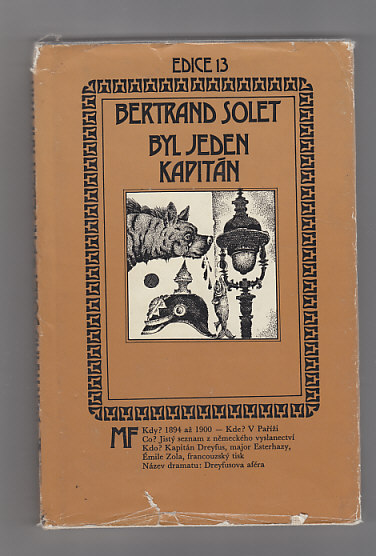 EDICE 13
BERTRAND SOLET
BYL JEDEN
KAPITÁN
MF
Kdy? 1894 až 1900 — Kde? V Paříži
Co? Jistý seznam z německého vyslanectví
Kdo? Kapitán Dreyfus, major Esterhazy,
Émile Zola, francouzský tisk
Název dramatu: Dreyfusova aféra